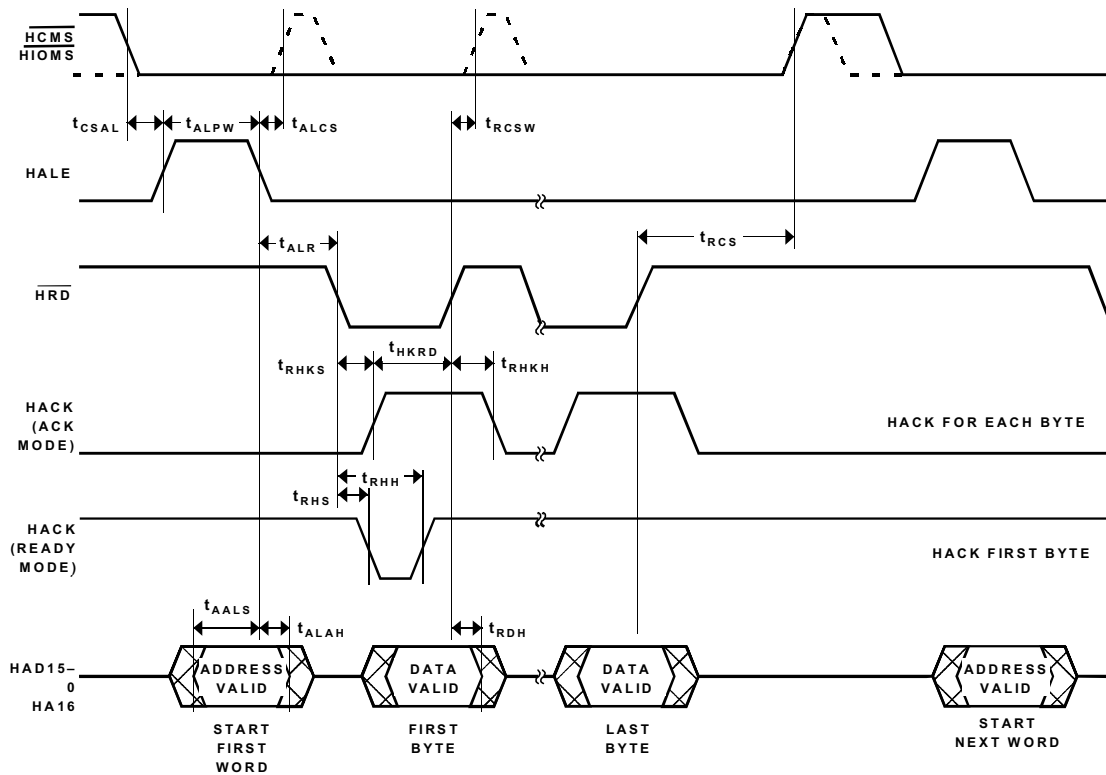 HCMS
HIOMS
tCSAL
tALPW
tALCS
tRCSW
HALE
tALR
tRCS
HRD
tRHKS
tHKRD
tRHKH
HACK
(ACK
MODE)
HACK FOR EACH BYTE
tRHH
tRHS
HACK
(READY
MODE)
HACK FIRST BYTE
tAALS
tALAH
tRDH
HAD15–
0
HA16
ADDRESS
VALID
DATA
VALID
DATA
VALID
ADDRESS
VALID
START
FIRST
WORD
FIRST
BYTE
LAST
BYTE
START
NEXT WORD